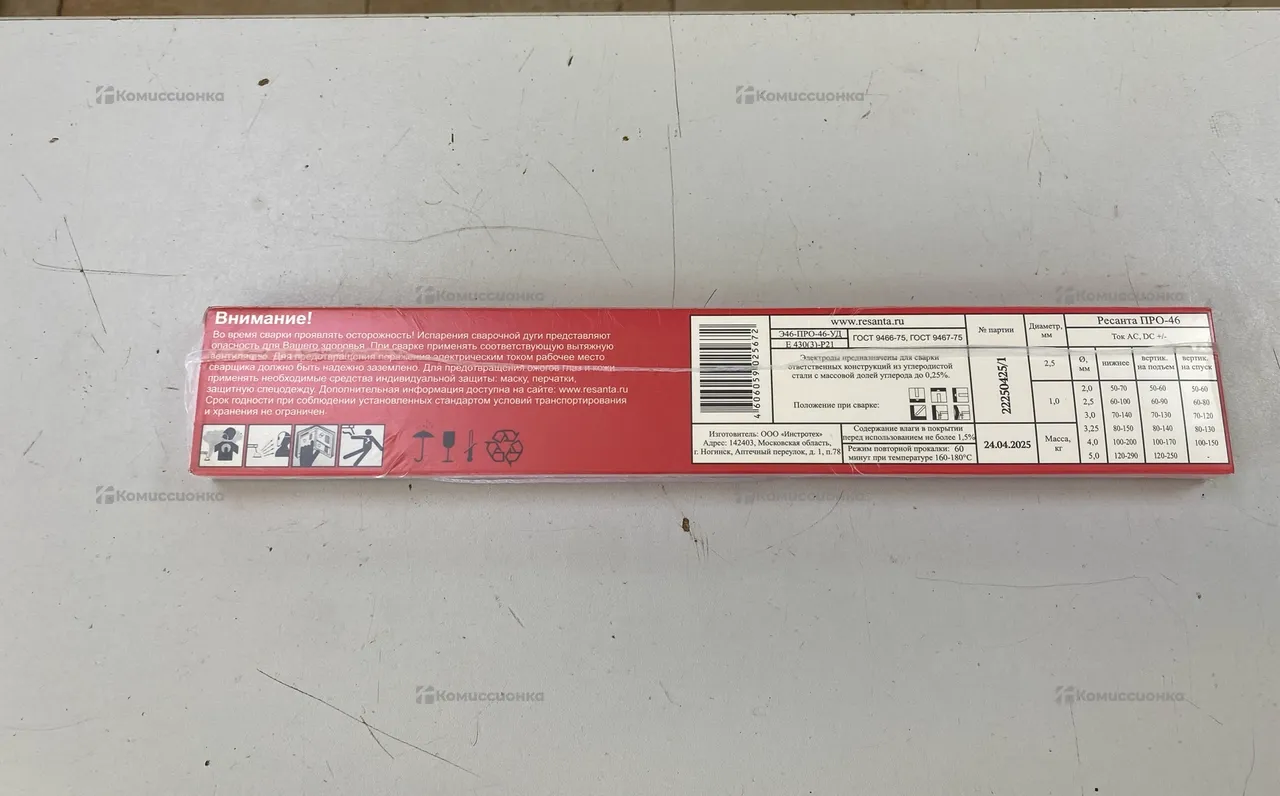 Комиссионка
Комиссионка
Комиссионка
Комиссионка
Внимание!
Во время сварки проявлять осторожность! Испарения сварочной дуги представляют
опасность для Вашего здоровья. При сварке применять соответствующую вытяжную
вентиляцию. Для предотвращения поражения электрическим током рабочее место
сварщика должно быть надежно заземлено. Для предотвращения ожогов глаз и кожи
применять необходимые средства индивидуальной защиты: маску, перчатки,
защитную спецодежду. Дополнительная информация доступна на сайте: www.resanta.ru
Срок годности при соблюдении установленных стандартом условий транспортирования
и хранения не ограничен.
4 606059 025672
www.resanta.ru
Э46-ПРО-46-УД
Е 430(3)-Р21
ГОСТ 9466-75, ГОСТ 9467-75
Электроды предназначены для сварки
ответственных конструкций из углеродистой
стали с массовой долей углерода до 0,25%.
Положение при сварке:
Изготовитель: ООО «Инстротех»
Адрес: 142403, Московская область,
г. Ногинск, Аптечный переулок, д. 1, п.78
Содержание влаги в покрытии
перед использованием не более 1,5%
Режим повторной прокалки: 60
минут при температуре 160-180°С
№ партии
22250425/1
24.04.2025
Диаметр, мм
2,5
1,0
Масса, кг
Ресанта ПРО-46
Ток AC, DC +/-
Ø, мм нижнее вертик. на подъем вертик. на спуск
2,0 50-70 50-60 50-60
2,5 60-100 60-90 60-80
3,0 70-140 70-130 70-120
3,25 80-150 80-140 80-130
4,0 100-200 100-170 100-150
5,0 120-290 120-250 -
Комиссионка
Комиссионка
Комиссионка
Комиссионка